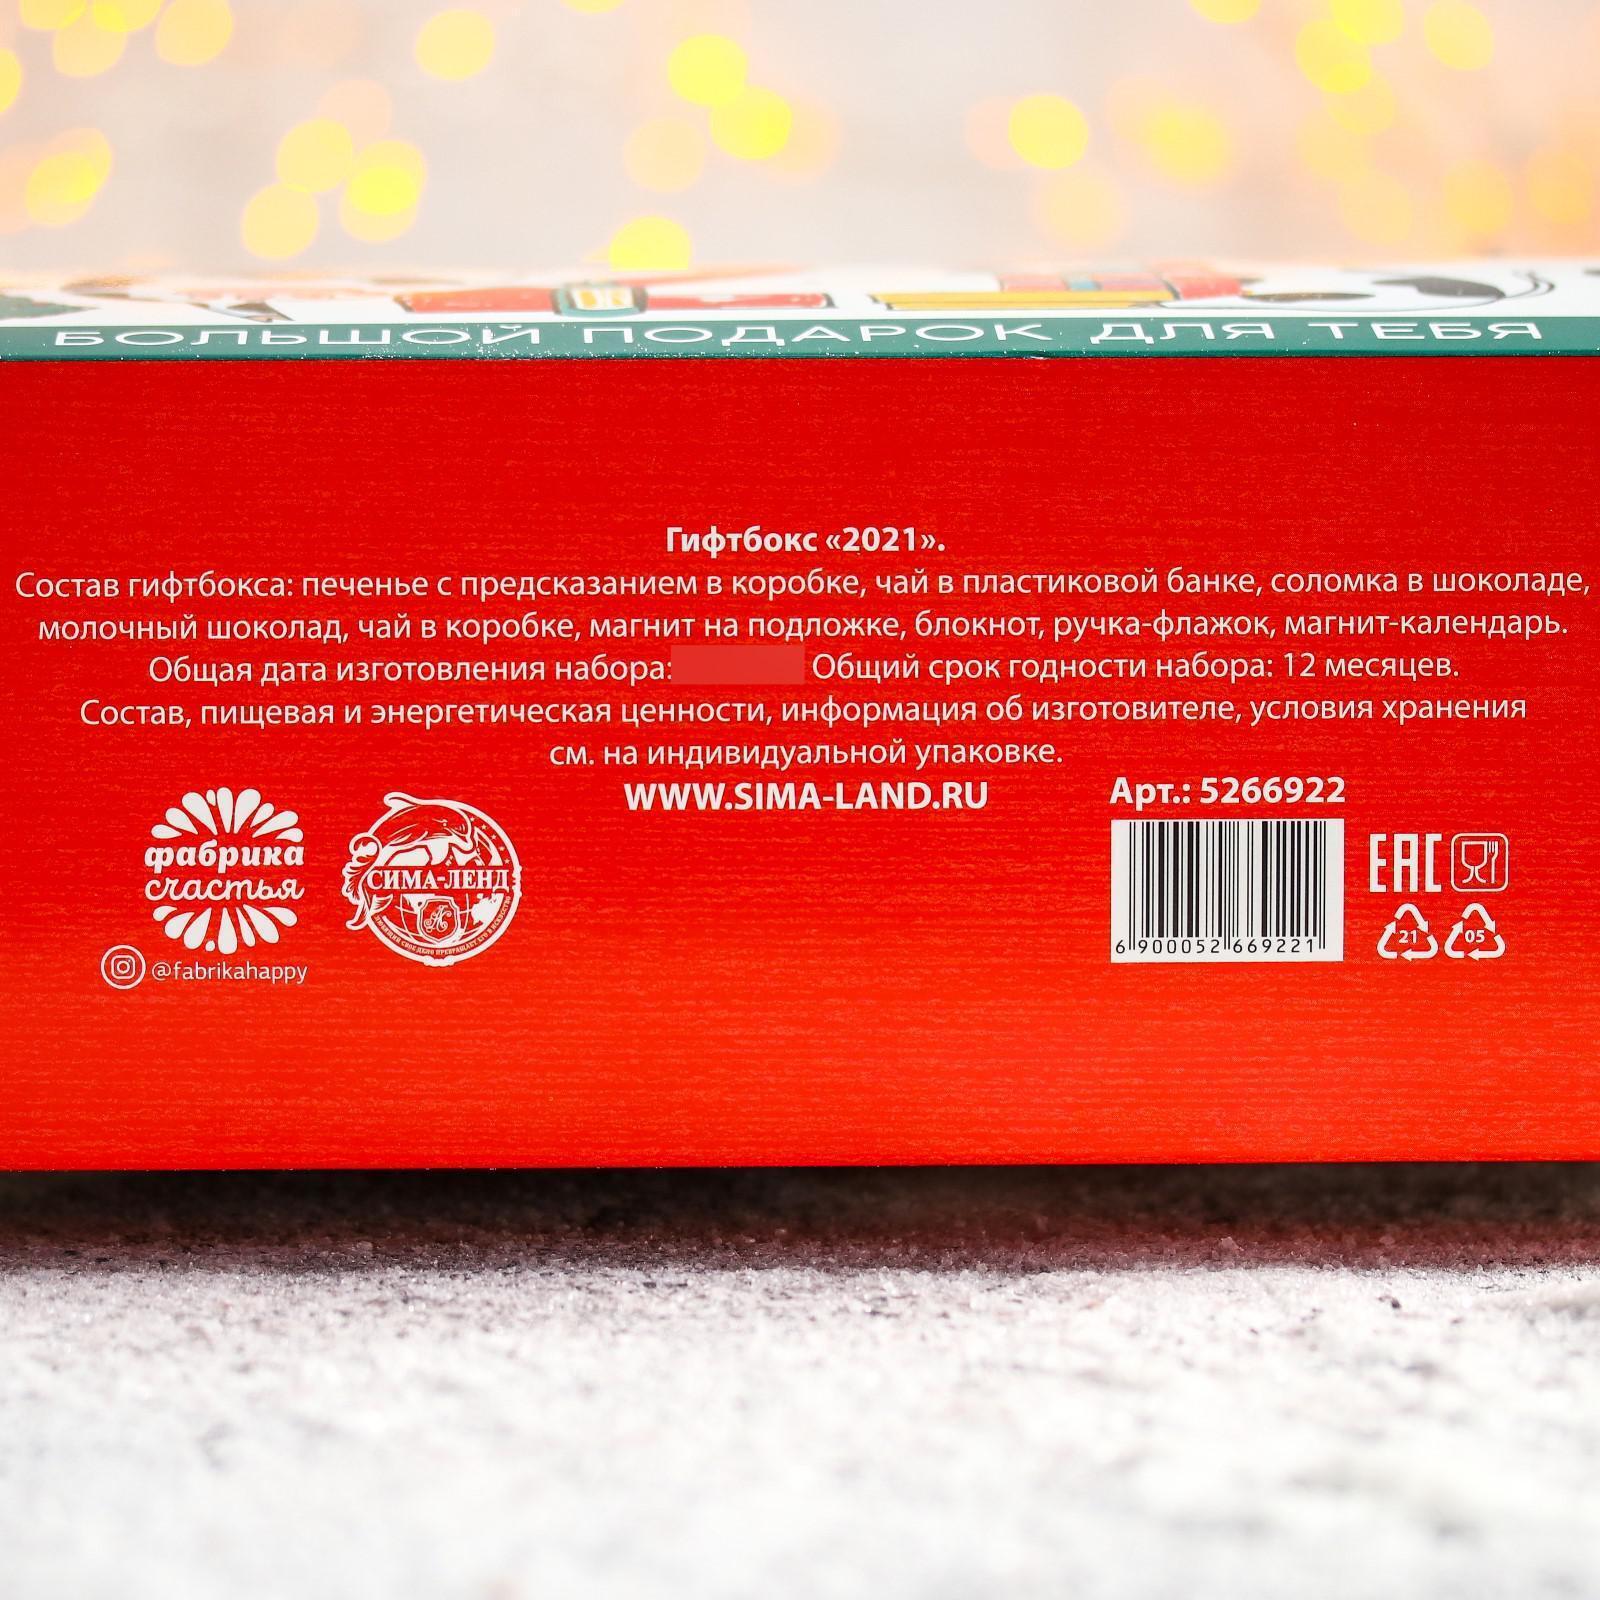 БОЛЬШОЙ ПОДАРОК ДЛЯ ТЕБЯ
Гифтбокс «2021».
Состав гифтбокса: печенье с предсказанием в коробке, чай в пластиковой банке, соломка в шоколаде,
молочный шоколад, чай в коробке, магнит на подложке, блокнот, ручка-флажок, магнит-календарь.
Общая дата изготовления набора: Общий срок годности набора: 12 месяцев.
Состав, пищевая и энергетическая ценности, информация об изготовителе, условия хранения
см. на индивидуальной упаковке.
WWW.SIMA-LAND.RU
Арт.: 5266922
фабрика
счастья
@fabrikahappy
СИМА-ЛЕНД
6 900052 669221
EAC
21
05